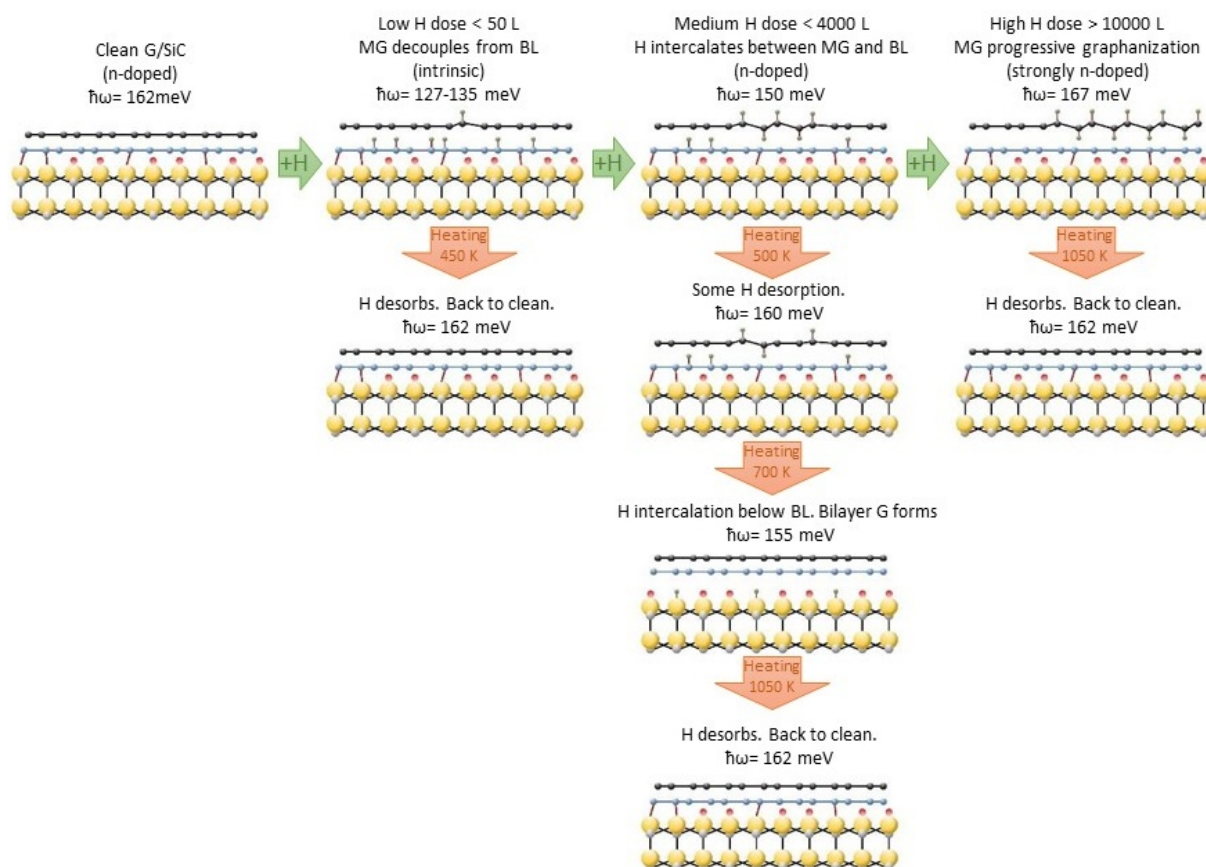 Clean G/SiC
(n-doped)
ħω= 162meV
+H
Low H dose < 50 L
MG decouples from BL
(intrinsic)
ħω= 127-135 meV
+H
Medium H dose < 4000 L
H intercalates between MG and BL
(n-doped)
ħω= 150 meV
+H
High H dose > 10000 L
MG progressive graphanization
(strongly n-doped)
ħω= 167 meV
Heating
450 K
H desorbs. Back to clean.
ħω= 162 meV
Heating
500 K
Some H desorption.
ħω= 160 meV
Heating
700 K
H intercalation below BL. Bilayer G forms
ħω= 155 meV
Heating
1050 K
H desorbs. Back to clean.
ħω= 162 meV
Heating
1050 K
H desorbs. Back to clean.
ħω= 162 meV